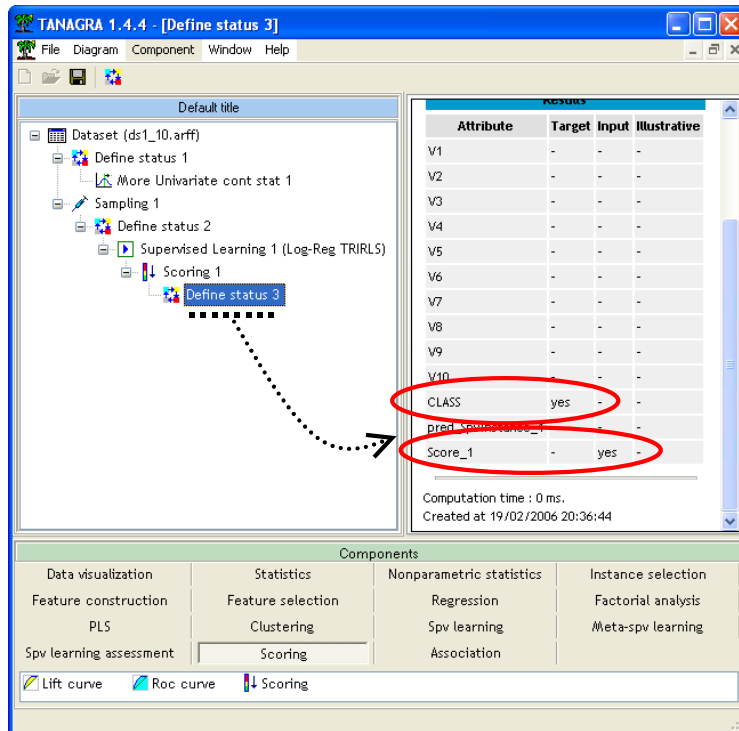 TANAGRA 1.4.4 - [Define status 3]
File Diagram Component Window Help
Default title
Dataset (ds1_10.arff)
Define status 1
More Univariate cont stat 1
Sampling 1
Define status 2
Supervised Learning 1 (Log-Reg TRIRLS)
Scoring 1
Define status 3
Results
Attribute Target Input Illustrative
V1 - - -
V2 - - -
V3 - - -
V4 - - -
V5 - - -
V6 - - -
V7 - - -
V8 - - -
V9 - - -
V10 - - -
CLASS yes - -
pred_SpvInstance_1 - - -
Score_1 - yes -
Computation time : 0 ms.
Created at 19/02/2006 20:36:44
Components
Data visualization Statistics Nonparametric statistics Instance selection
Feature construction Feature selection Regression Factorial analysis
PLS Clustering Spv learning Meta-spv learning
Spv learning assessment Scoring Association
Lift curve Roc curve Scoring